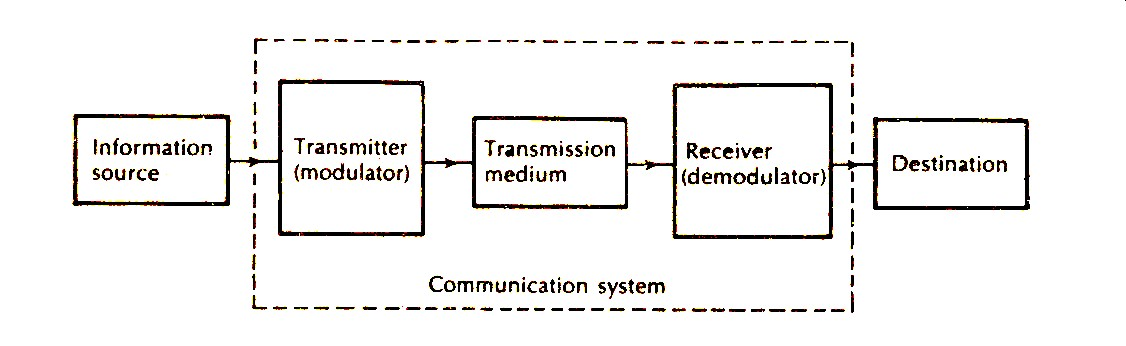 Information
source
Transmitter
(modulator)
Transmission
medium
Receiver
(demodulator)
Destination
Communication system